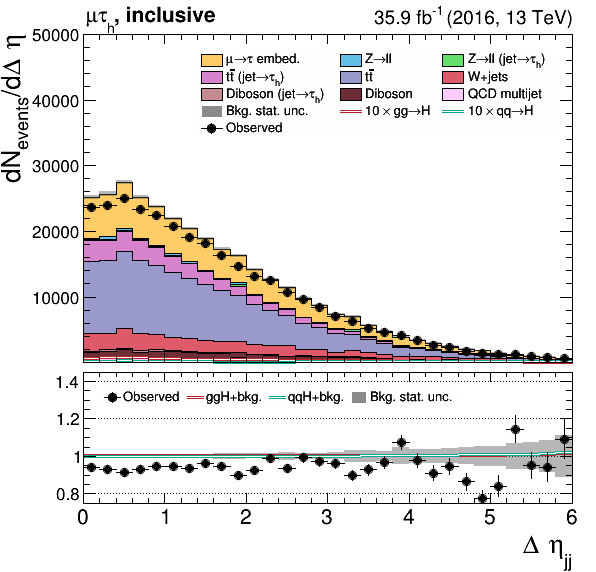 μτh, inclusive 35.9 fb-1 (2016, 13 TeV)
dNevents/dΔ η
50000
40000
30000
20000
10000
μ→τ embed. Z→ll Z→ll (jet→τh)
tt̄ (jet→τh) tt̄ W+jets
Diboson (jet→τh) Diboson QCD multijet
Bkg. stat. unc. 10 × gg→H 10 × qq→H
Observed
1.4
1.2
1
0.8
Observed ggH+bkg. qqH+bkg. Bkg. stat. unc.
0 1 2 3 4 5 6
Δ ηjj